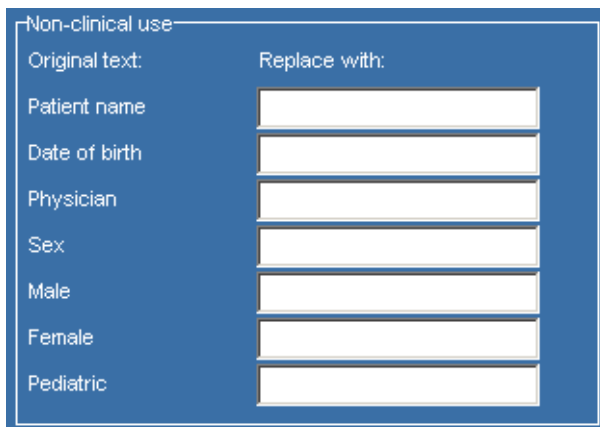 Non-clinical use
Original text: Replace with:
Patient name
Date of birth
Physician
Sex
Male
Female
Pediatric